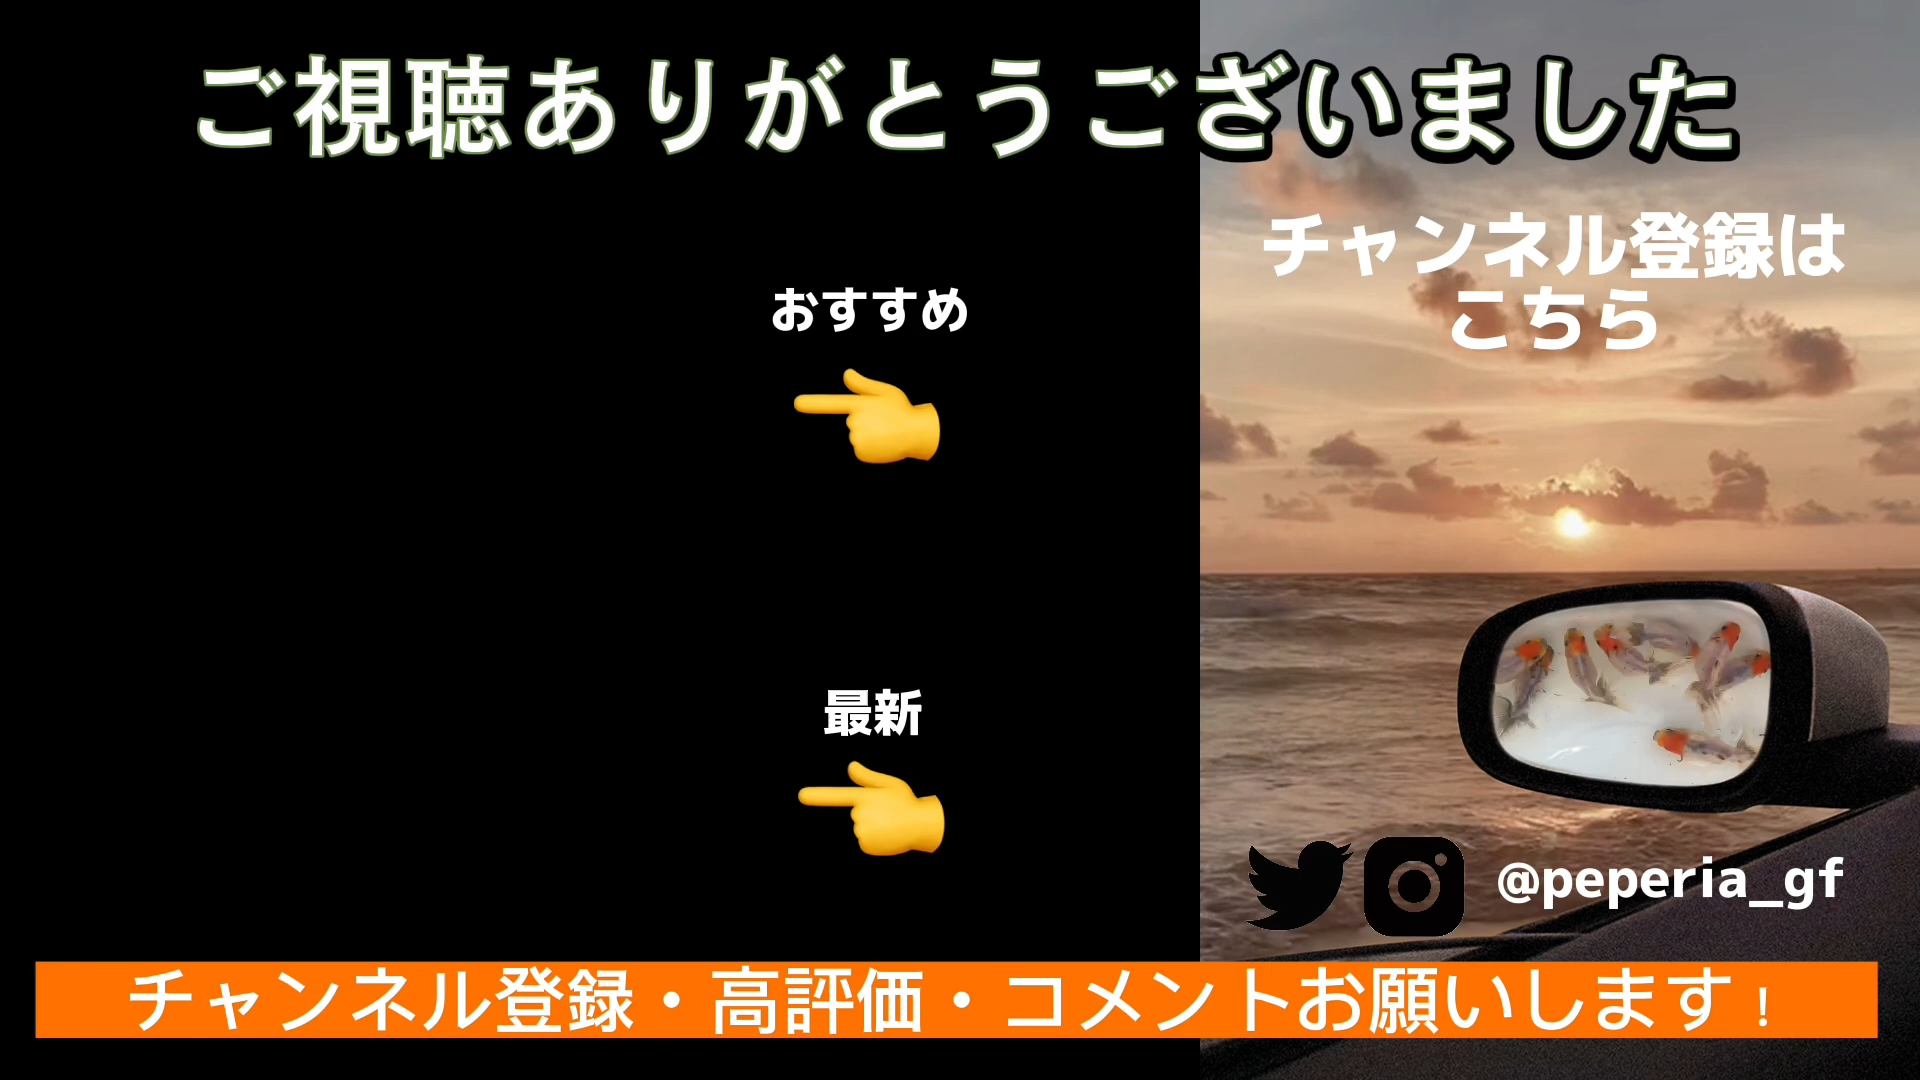 ご視聴ありがとうございました
チャンネル登録は
こちら
おすすめ
最新
@peperia_gf
チャンネル登録・高評価・コメントお願いします！